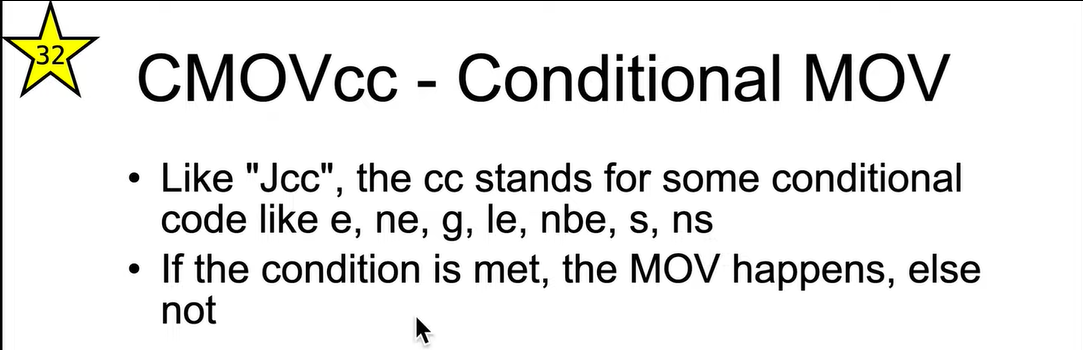 32
CMOVcc - Conditional MOV
• Like "Jcc", the cc stands for some conditional
code like e, ne, g, le, nbe, s, ns
• If the condition is met, the MOV happens, else
not